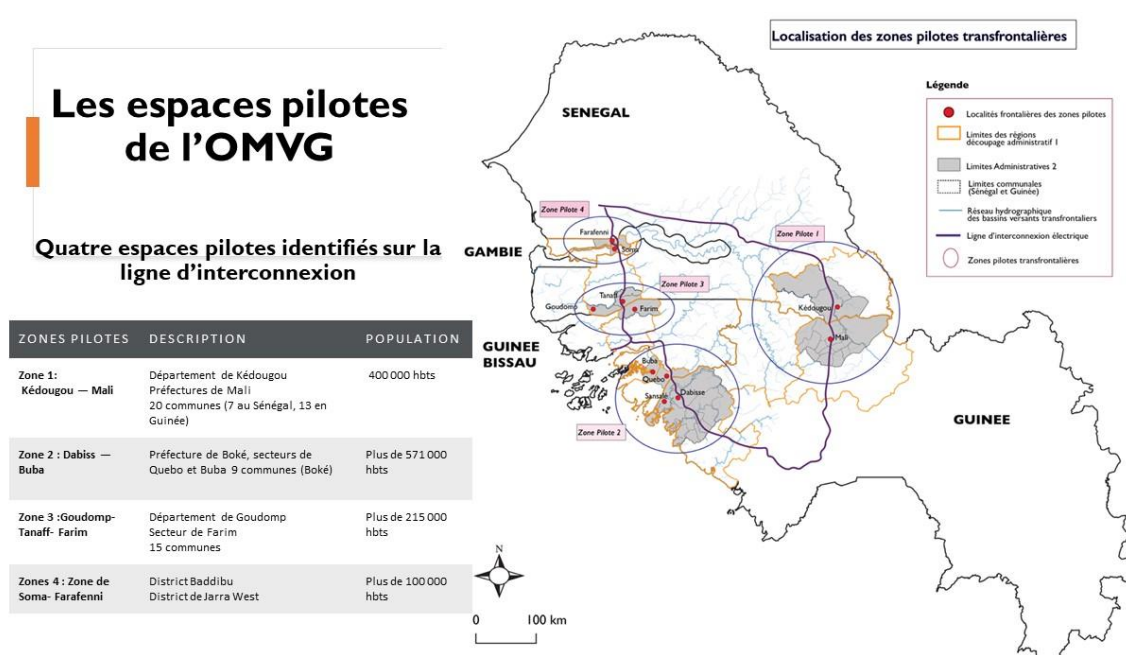 Les espaces pilotes
de l'OMVG
Quatre espaces pilotes identifiés sur la
ligne d'interconnexion
ZONES PILOTES DESCRIPTION POPULATION
Zone 1:
Kédougou — Mali
Département de Kédougou
Préfectures de Mali
20 communes (7 au Sénégal, 13 en
Guinée)
400 000 hbts
Zone 2 : Dabiss —
Buba
Préfecture de Boké, secteurs de
Quebo et Buba 9 communes (Boké)
Plus de 571 000
hbts
Zone 3 :Goudomp-
Tanaff- Farim
Département de Goudomp
Secteur de Farim
15 communes
Plus de 215 000
hbts
Zones 4 : Zone de
Soma- Farafenni
District Baddibu
District de Jarra West
Plus de 100 000
hbts
Localisation des zones pilotes transfrontalières
Légende
Localités frontalières des zones pilotes
Limites des régions
découpage administratif 1
Limites Administratives 2
Limites communales
(Sénégal et Guinée)
Réseau hydrographique
des bassins versants transfrontaliers
Ligne d'interconnexion électrique
Zones pilotes transfrontalières
SENEGAL
Zone Pilote 4
Farafenni
Soma
Zone Pilote 1
GAMBIE
Zone Pilote 3
Tanaff
Goudomp
Farim
Kédougou
Mali
GUINEE
BISSAU
Buba
Quebo
Sansalé
Dabisse
Zone Pilote 2
GUINEE
N
0 100 km